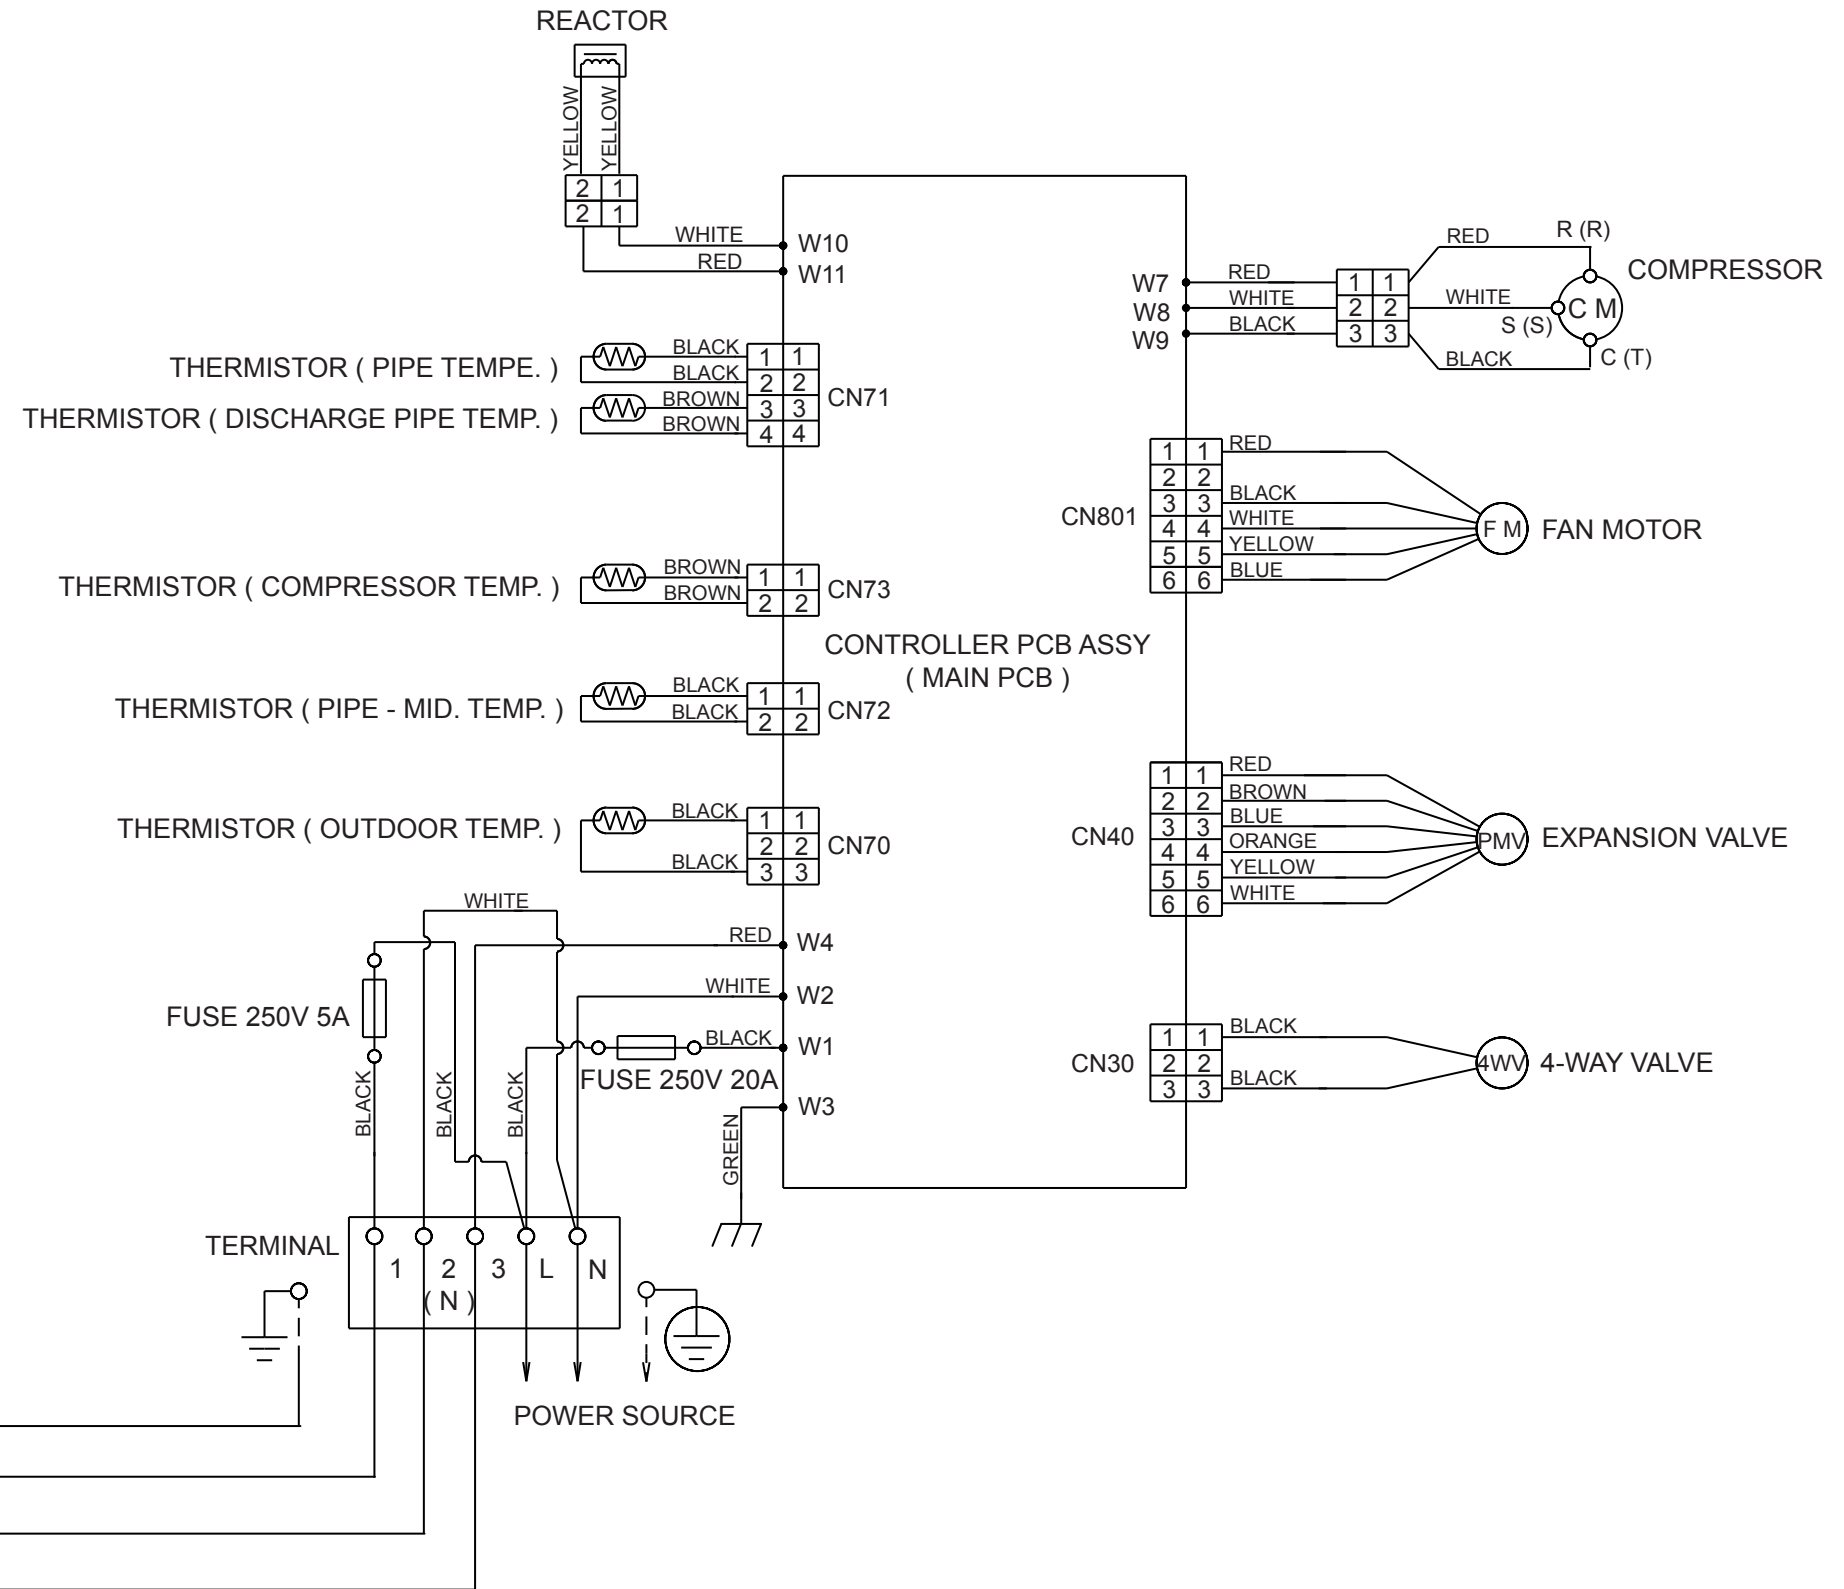 REACTOR
YELLOW
YELLOW
2 1
2 1
WHITE
W10
RED
W11
THERMISTOR ( PIPE TEMPE. )
BLACK
1 1
BLACK
2 2
THERMISTOR ( DISCHARGE PIPE TEMP. )
BROWN
3 3
BROWN
4 4
CN71
THERMISTOR ( COMPRESSOR TEMP. )
BROWN
1 1
BROWN
2 2
CN73
CONTROLLER PCB ASSY
( MAIN PCB )
THERMISTOR ( PIPE - MID. TEMP. )
BLACK
1 1
BLACK
2 2
CN72
THERMISTOR ( OUTDOOR TEMP. )
BLACK
1 1
2 2
BLACK
3 3
CN70
W7
RED
1 1
RED
R (R)
W8
WHITE
2 2
WHITE
S (S)
C M
COMPRESSOR
W9
BLACK
3 3
BLACK
C (T)
CN801
1 1
RED
2 2
3 3
BLACK
4 4
WHITE
5 5
YELLOW
6 6
BLUE
F M
FAN MOTOR
CN40
1 1
RED
2 2
BROWN
3 3
BLUE
4 4
ORANGE
5 5
YELLOW
6 6
WHITE
PMV
EXPANSION VALVE
CN30
1 1
BLACK
2 2
3 3
BLACK
4WV
4-WAY VALVE
WHITE
RED
W4
WHITE
W2
FUSE 250V 5A
BLACK
W1
FUSE 250V 20A
W3
BLACK
BLACK
BLACK
GREEN
TERMINAL
1 2 3 L N
( N )
POWER SOURCE